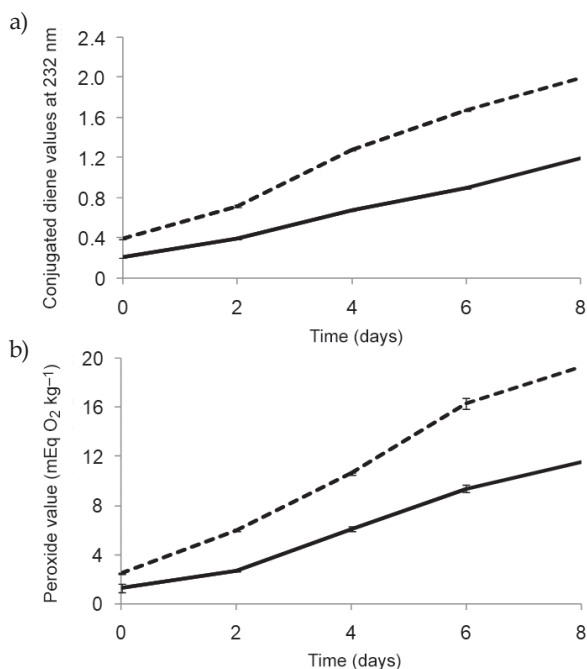 a)
Conjugated diene values at 232 nm
2.4
2.0
1.6
1.2
0.8
0.4
0
0 2 4 6 8
Time (days)
b)
Peroxide value (mEq O₂ kg⁻¹)
20
16
12
8
4
0
0 2 4 6 8
Time (days)